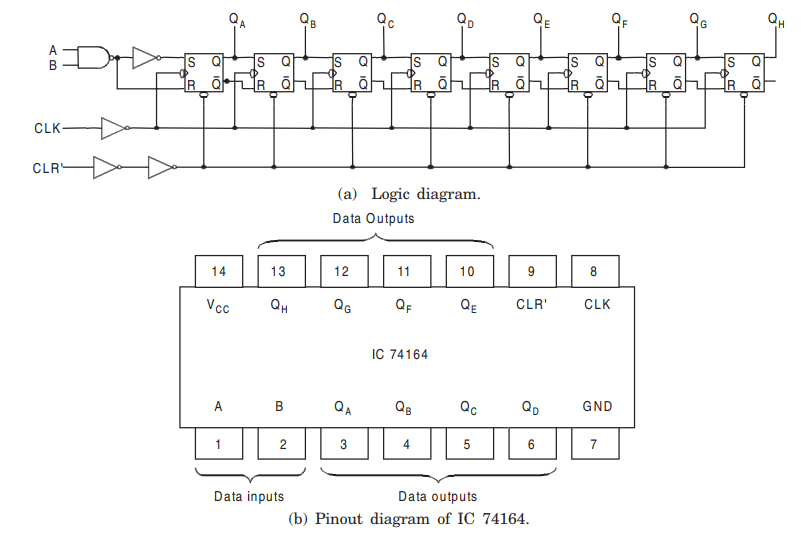 QA QB QC QD QE QF QG QH
A
B
S Q S Q S Q S Q S Q S Q S Q S Q
R Q̅ R Q̅ R Q̅ R Q̅ R Q̅ R Q̅ R Q̅ R Q̅
CLK
CLR'
(a) Logic diagram.
Data Outputs
14 13 12 11 10 9 8
VCC QH QG QF QE CLR' CLK
IC 74164
A B QA QB QC QD GND
1 2 3 4 5 6 7
Data inputs Data outputs
(b) Pinout diagram of IC 74164.